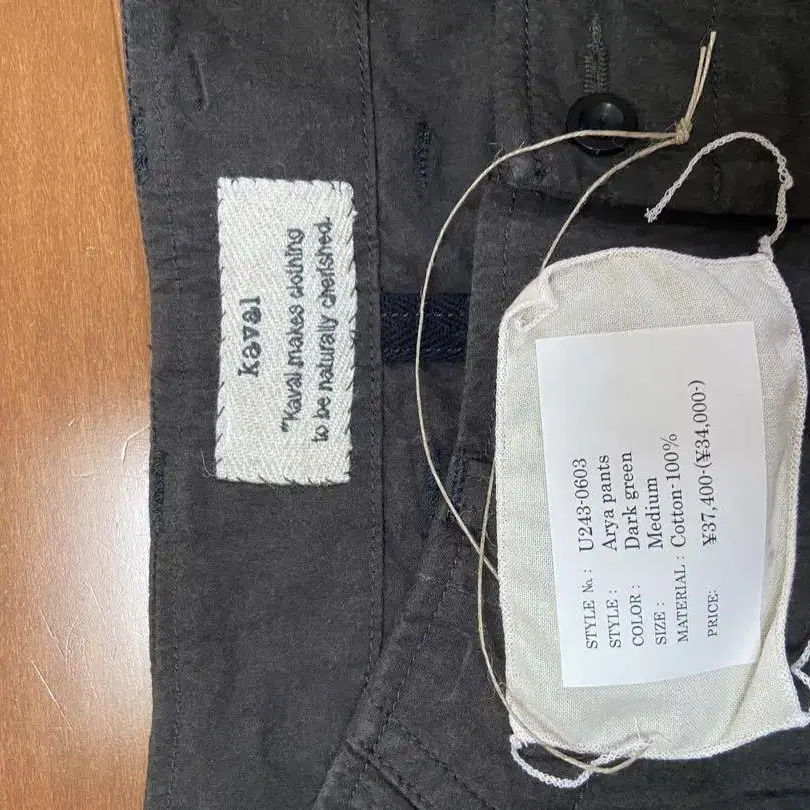 kaval
"Kaval makes clothing
to be naturally cherished.
STYLE №: U243-0603
STYLE: Arya pants
COLOR: Dark green
SIZE: Medium
MATERIAL: Cotton-100%
PRICE: ¥37,400-(¥34,000-)